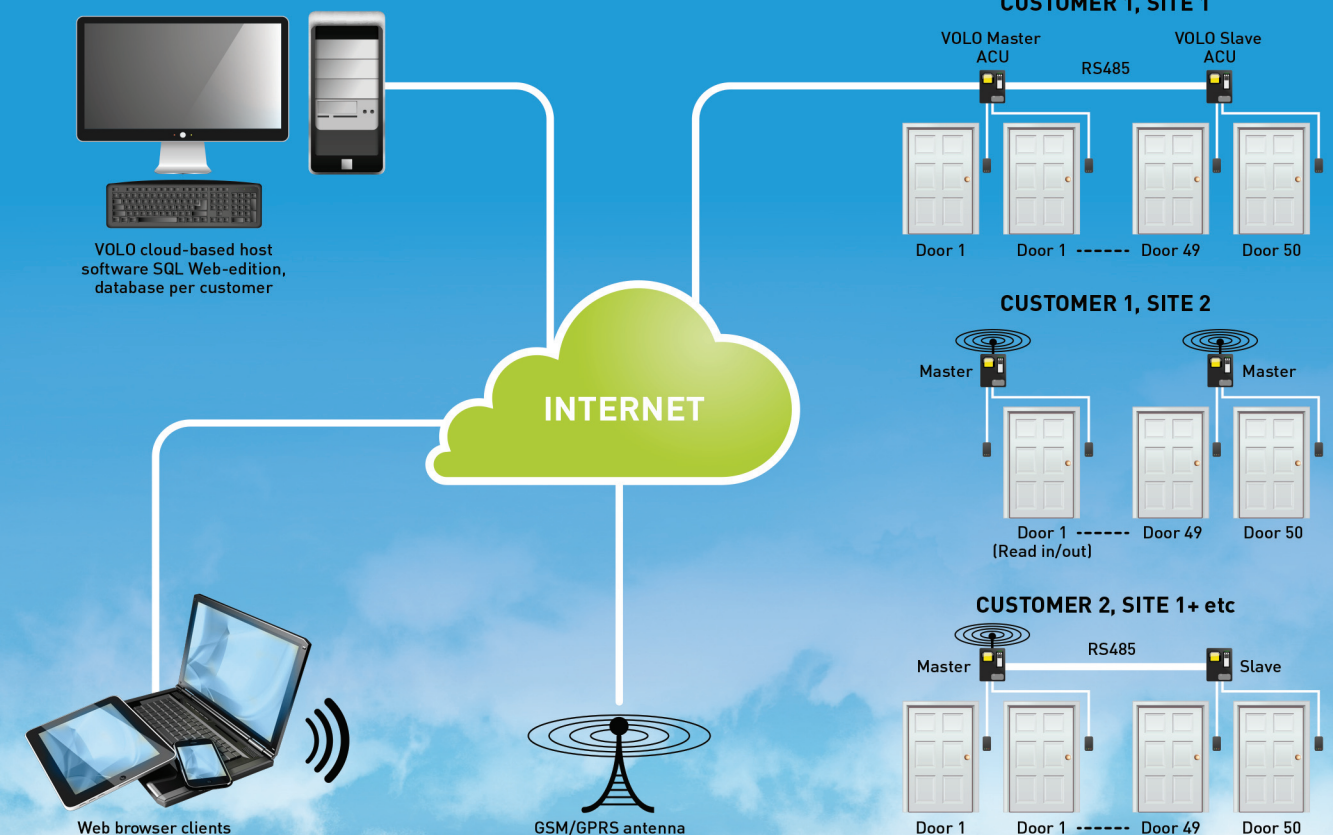 CUSTOMER 1, SITE 1
VOLO Master
ACU
RS485
VOLO Slave
ACU
Door 1
Door 1 ------ Door 49
Door 50
VOLO cloud-based host
software SQL Web-edition,
database per customer
CUSTOMER 1, SITE 2
Master
Master
INTERNET
Door 1 ------ Door 49
(Read in/out)
Door 50
CUSTOMER 2, SITE 1+ etc
Master
RS485
Slave
Door 1
Door 1 ------ Door 49
Door 50
Web browser clients
GSM/GPRS antenna